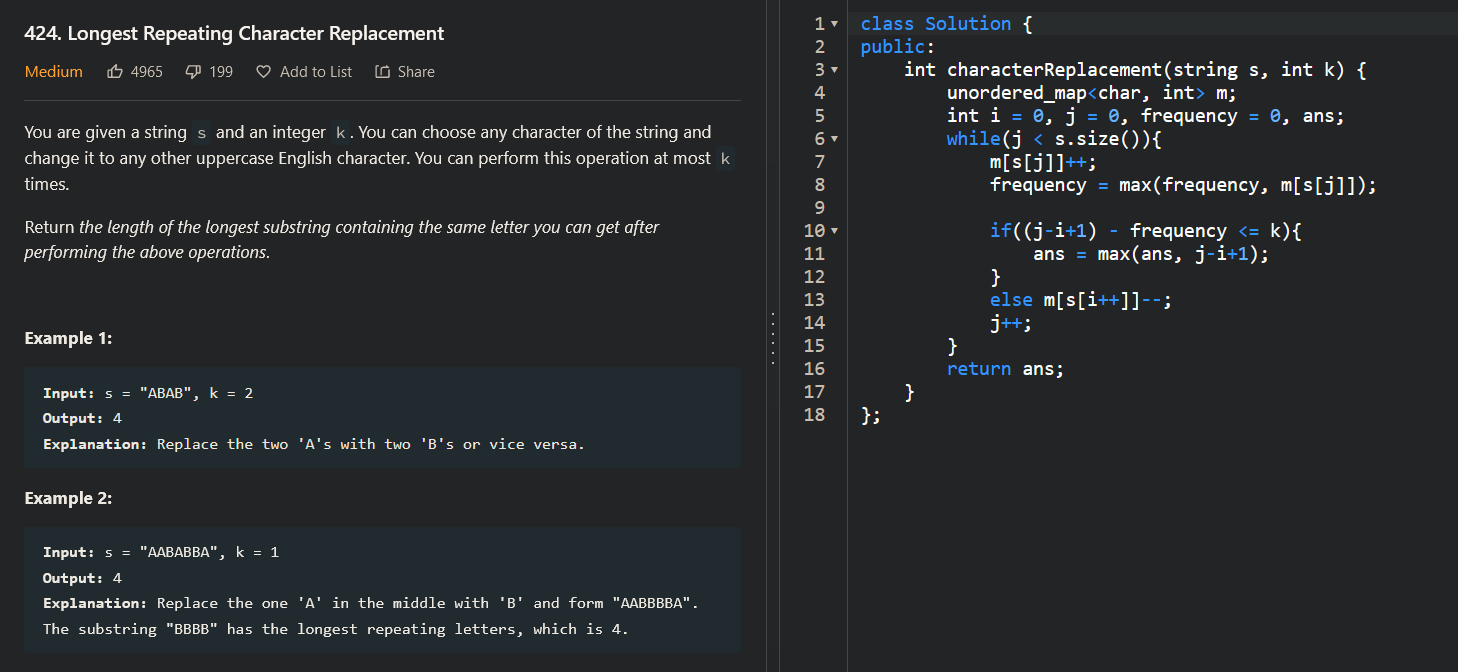 424. Longest Repeating Character Replacement
Medium 4965 199 Add to List Share
You are given a string s and an integer k. You can choose any character of the string and
change it to any other uppercase English character. You can perform this operation at most k
times.
Return the length of the longest substring containing the same letter you can get after
performing the above operations.
Example 1:
Input: s = "ABAB", k = 2
Output: 4
Explanation: Replace the two 'A's with two 'B's or vice versa.
Example 2:
Input: s = "AABABBA", k = 1
Output: 4
Explanation: Replace the one 'A' in the middle with 'B' and form "AABBBBA".
The substring "BBBB" has the longest repeating letters, which is 4.
1 class Solution {
2 public:
3     int characterReplacement(string s, int k) {
4         unordered_map<char, int> m;
5         int i = 0, j = 0, frequency = 0, ans;
6         while(j < s.size()){
7             m[s[j]]++;
8             frequency = max(frequency, m[s[j]]);
9
10             if((j-i+1) - frequency <= k){
11                 ans = max(ans, j-i+1);
12             }
13             else m[s[i++]]--;
14             j++;
15         }
16         return ans;
17     }
18 };